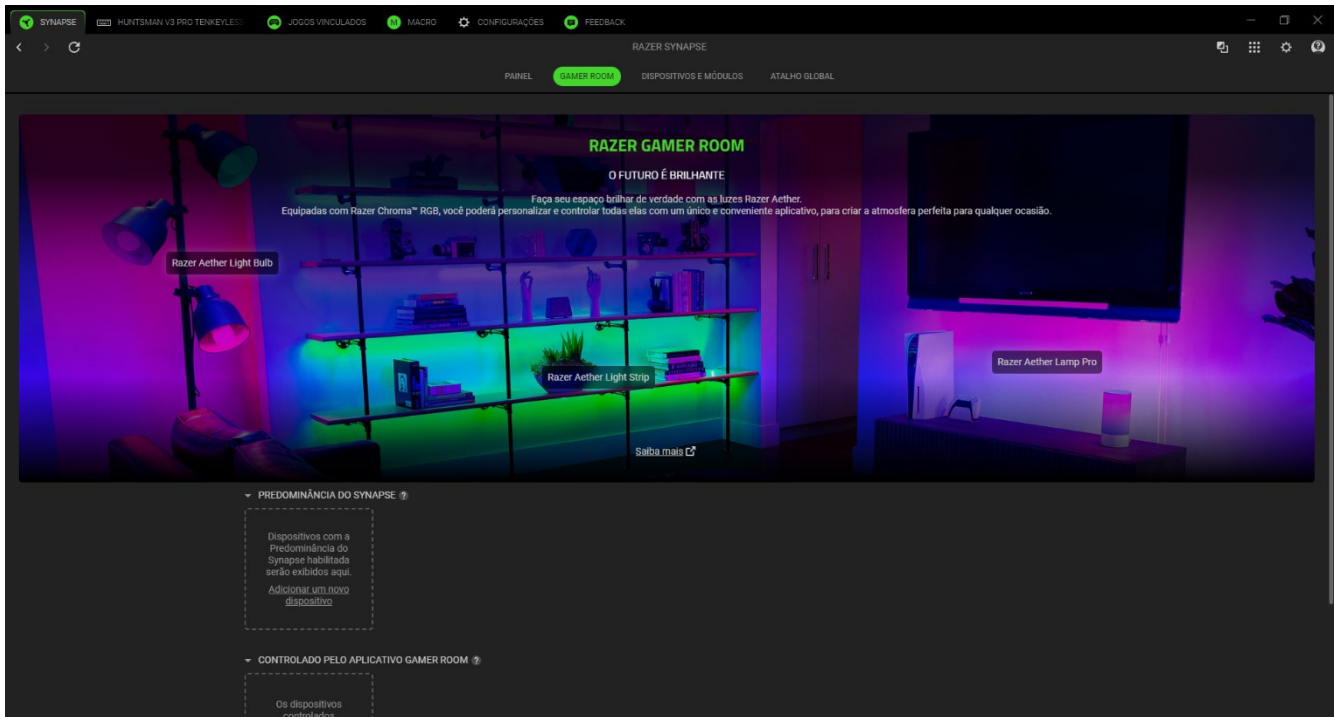 SYNAPSE
HUNTSMAN V3 PRO TENKEYLESS
JOGOS VINCULADOS
MACRO
CONFIGURAÇÕES
FEEDBACK
RAZER SYNAPSE
PAINEL
GAMER ROOM
DISPOSITIVOS E MÓDULOS
ATALHO GLOBAL
RAZER GAMER ROOM
O FUTURO É BRILHANTE
Faça seu espaço brilhar de verdade com as luzes Razer Aether.
Equipadas com Razer Chroma™ RGB, você poderá personalizar e controlar todas elas com um único e conveniente aplicativo, para criar a atmosfera perfeita para qualquer ocasião.
Razer Aether Light Bulb
Razer Aether Light Strip
Razer Aether Lamp Pro
Saiba mais
PREDOMINÂNCIA DO SYNAPSE ?
Dispositivos com a
Predominância do
Synapse habilitada
serão exibidos aqui.
Adicionar um novo
dispositivo
CONTROLADO PELO APLICATIVO GAMER ROOM ?
Os dispositivos
controlados